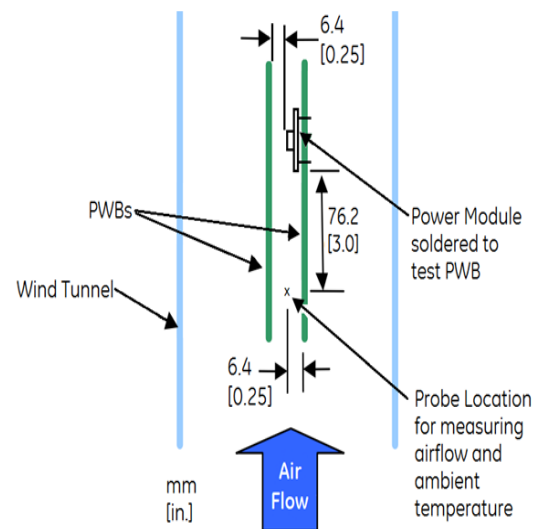 6.4
[0.25]
PWBs
76.2
[3.0]
Power Module
soldered to
test PWB
Wind Tunnel
x
6.4
[0.25]
Probe Location
for measuring
airflow and
ambient
temperature
Air
Flow
mm
[in.]